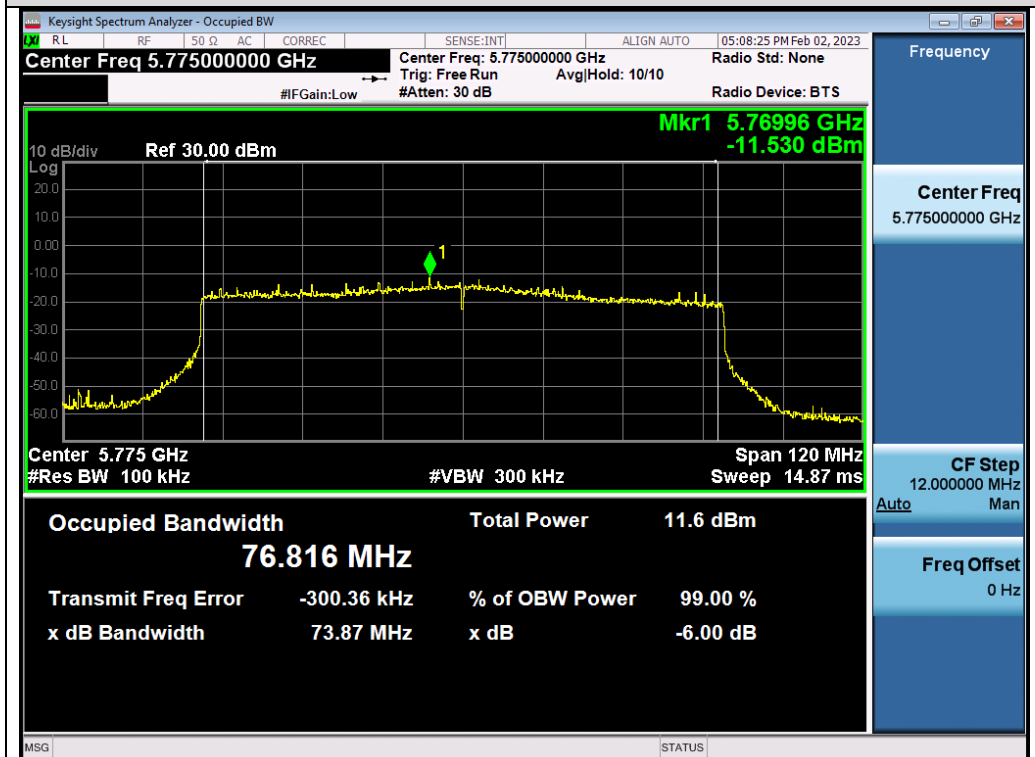 Keysight Spectrum Analyzer - Occupied BW
LXI RL RF 50 Ω AC CORREC SENSE:INT ALIGN AUTO 05:08:25 PM Feb 02, 2023
Center Freq 5.775000000 GHz
Center Freq: 5.775000000 GHz
Radio Std: None
Trig: Free Run Avg|Hold: 10/10
#IFGain:Low
#Atten: 30 dB
Radio Device: BTS
Mkr1 5.76996 GHz
-11.530 dBm
10 dB/div Ref 30.00 dBm
Log
20.0
10.0
0.00
1
-10.0
-20.0
-30.0
-40.0
-50.0
-60.0
Center 5.775 GHz Span 120 MHz
#Res BW 100 kHz #VBW 300 kHz Sweep 14.87 ms
Occupied Bandwidth Total Power 11.6 dBm
76.816 MHz
Transmit Freq Error -300.36 kHz % of OBW Power 99.00 %
x dB Bandwidth 73.87 MHz x dB -6.00 dB
MSG STATUS
Frequency
Center Freq
5.775000000 GHz
CF Step
12.000000 MHz
Auto Man
Freq Offset
0 Hz